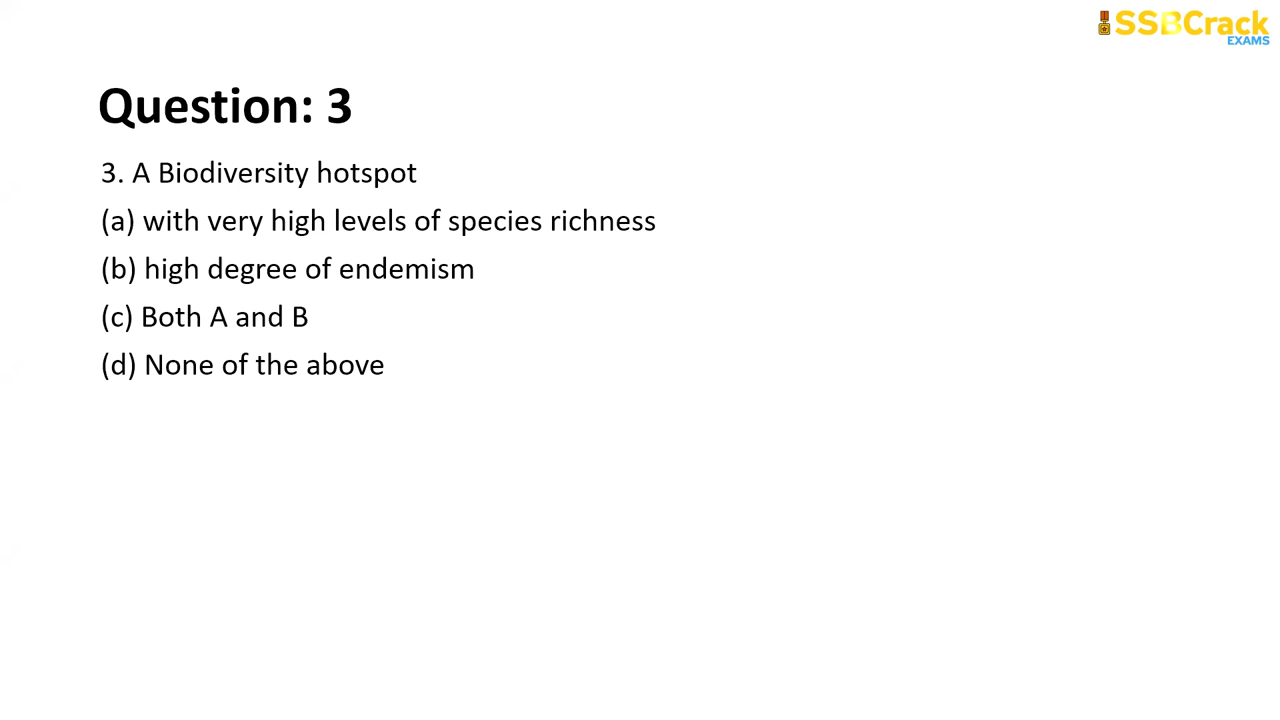 SSBCrack
EXAMS
Question: 3
3. A Biodiversity hotspot
(a) with very high levels of species richness
(b) high degree of endemism
(c) Both A and B
(d) None of the above